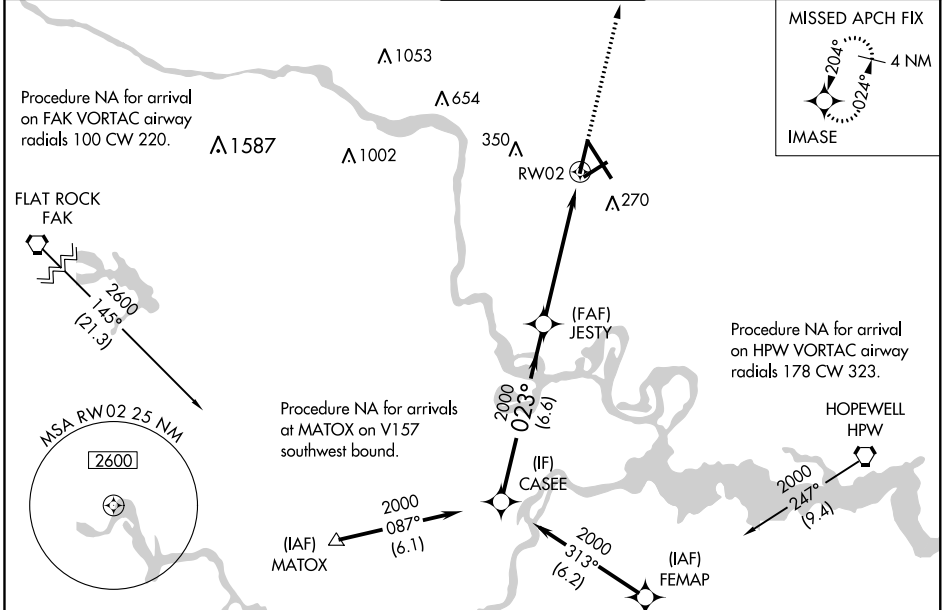 MISSED APCH FIX
204°
024°
4 NM
IMASE
1053
654
1587
1002
350
RW02
270
Procedure NA for arrival
on FAK VORTAC airway
radials 100 CW 220.
FLAT ROCK
FAK
2600
145°
(21.3)
(FAF)
JESTY
2000
023°
(6.6)
Procedure NA for arrival
on HPW VORTAC airway
radials 178 CW 323.
HOPEWELL
HPW
2000
247°
(9.4)
MSA RW02 25 NM
2600
Procedure NA for arrivals
at MATOX on V157
southwest bound.
(IF)
CASEE
2000
087°
(6.1)
(IAF)
MATOX
2000
313°
(6.2)
(IAF)
FEMAP